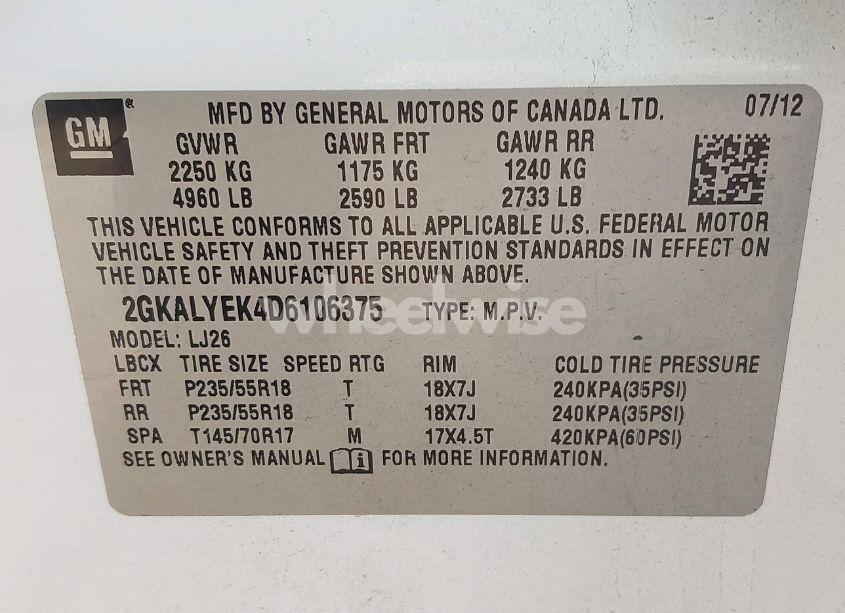 GM
MFD BY GENERAL MOTORS OF CANADA LTD. 07/12
GVWR GAWR FRT GAWR RR
2250 KG 1175 KG 1240 KG
4960 LB 2590 LB 2733 LB
THIS VEHICLE CONFORMS TO ALL APPLICABLE U.S. FEDERAL MOTOR
VEHICLE SAFETY AND THEFT PREVENTION STANDARDS IN EFFECT ON
THE DATE OF MANUFACTURE SHOWN ABOVE.
2GKALYEK4D6106375 TYPE: M.P.V.
wheelwise
MODEL: LJ26
LBCX TIRE SIZE SPEED RTG RIM COLD TIRE PRESSURE
FRT P235/55R18 T 18X7J 240KPA(35PSI)
RR P235/55R18 T 18X7J 240KPA(35PSI)
SPA T145/70R17 M 17X4.5T 420KPA(60PSI)
SEE OWNER'S MANUAL i FOR MORE INFORMATION.